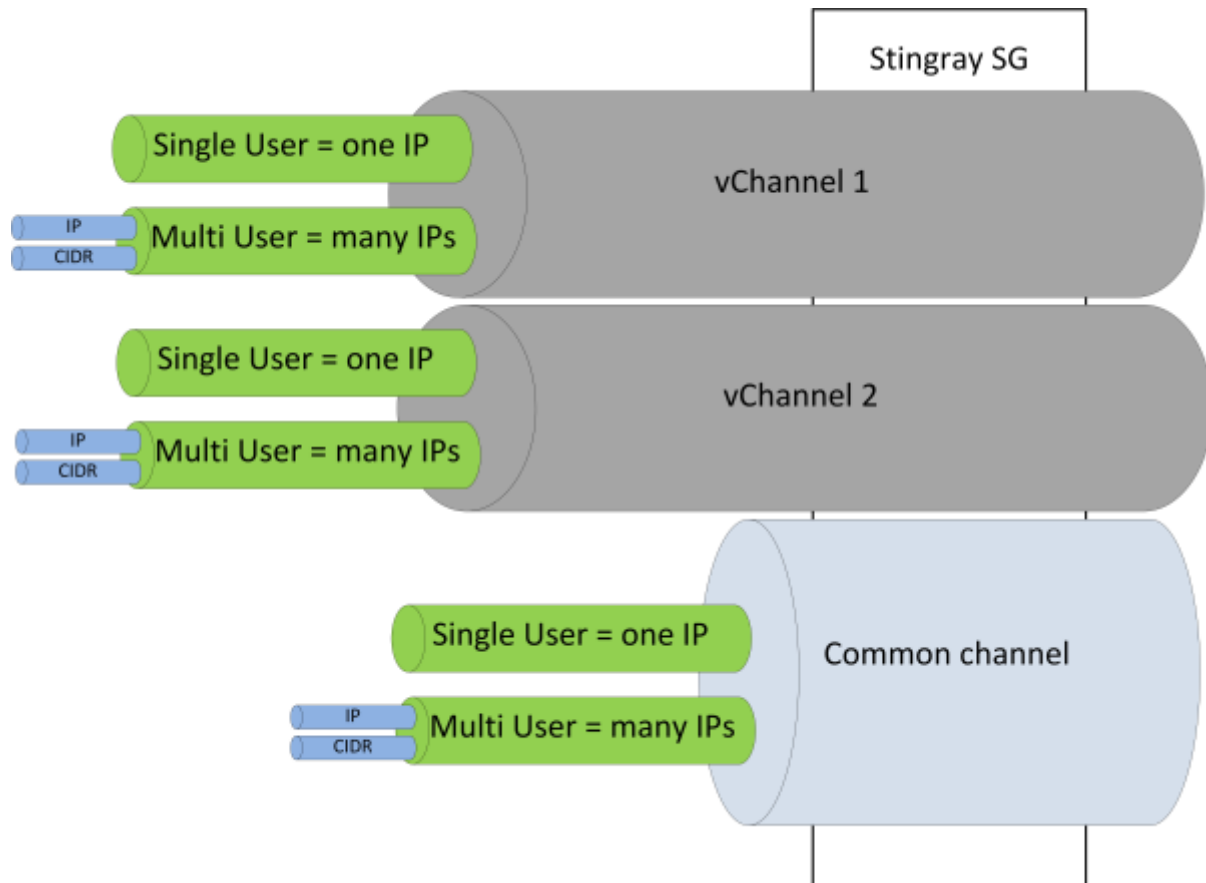 Stingray SG
Single User = one IP
vChannel 1
IP
Multi User = many IPs
CIDR
Single User = one IP
vChannel 2
IP
Multi User = many IPs
CIDR
Single User = one IP
Common channel
IP
Multi User = many IPs
CIDR